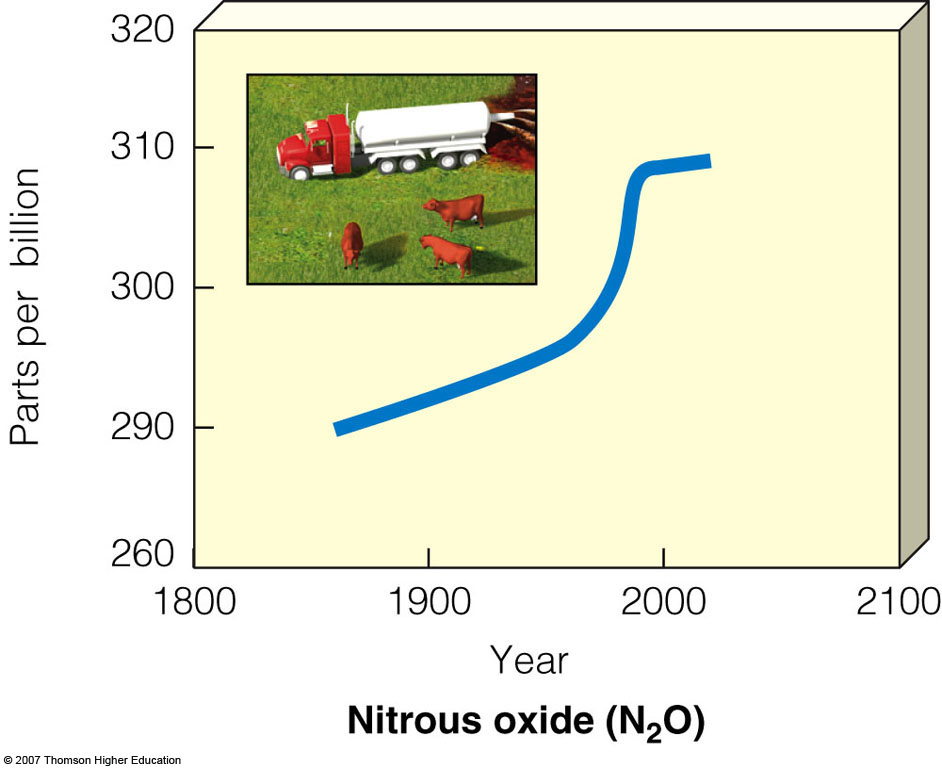 320
310
300
290
260
Parts per billion
1800 1900 2000 2100
Year
Nitrous oxide (N₂O)
© 2007 Thomson Higher Education